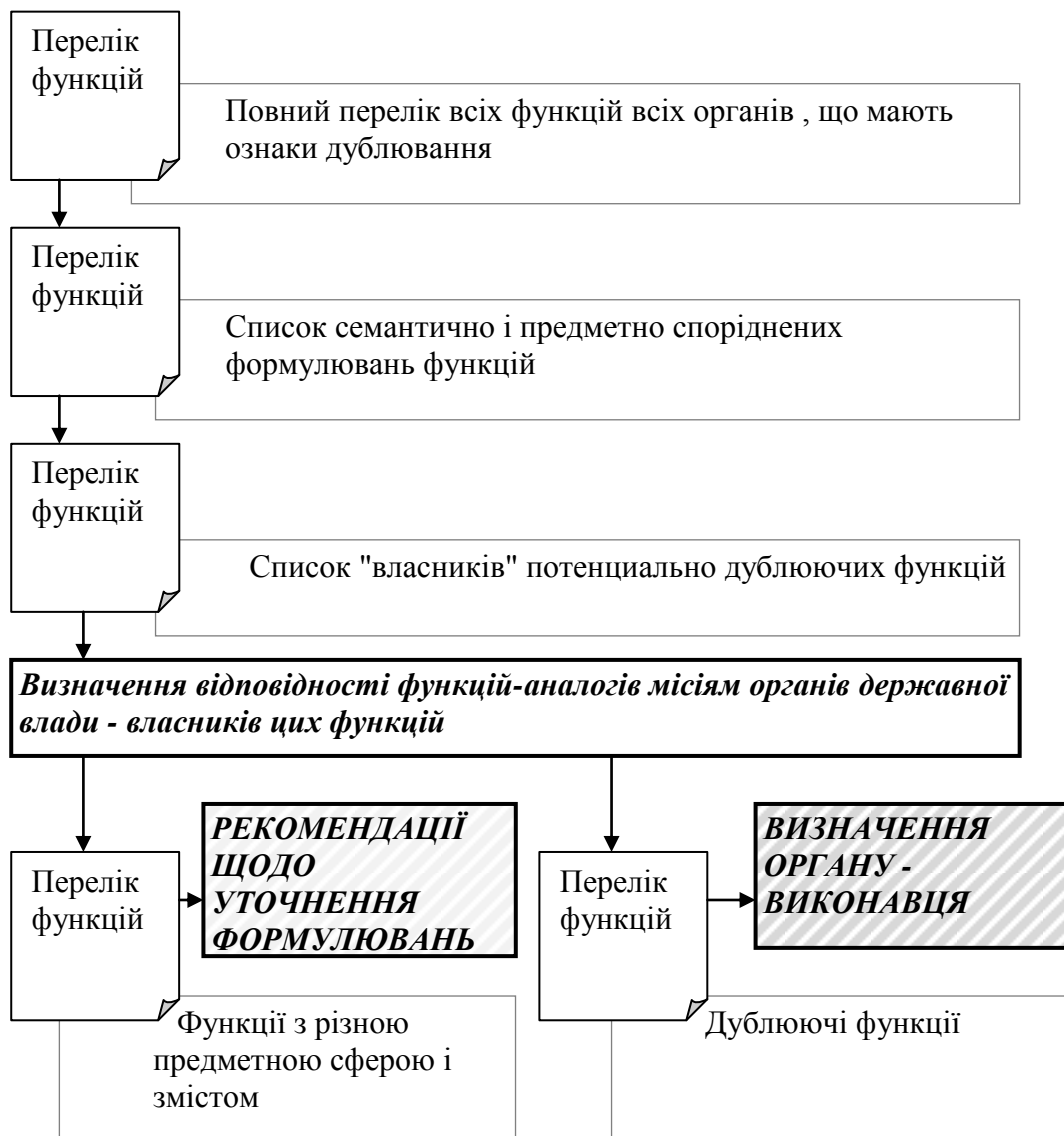 Перелік
функцій
Повний перелік всіх функцій всіх органів , що мають
ознаки дублювання
Перелік
функцій
Список семантично і предметно споріднених
формулювань функцій
Перелік
функцій
Список "власників" потенциально дублюючих функцій
Визначення відповідності функцій-аналогів місіям органів державної
влади - власників цих функцій
Перелік
функцій
РЕКОМЕНДАЦІЇ
ЩОДО
УТОЧНЕННЯ
ФОРМУЛЮВАНЬ
Функції з різною
предметною сферою і
змістом
Перелік
функцій
ВИЗНАЧЕННЯ
ОРГАНУ -
ВИКОНАВЦЯ
Дублюючі функції